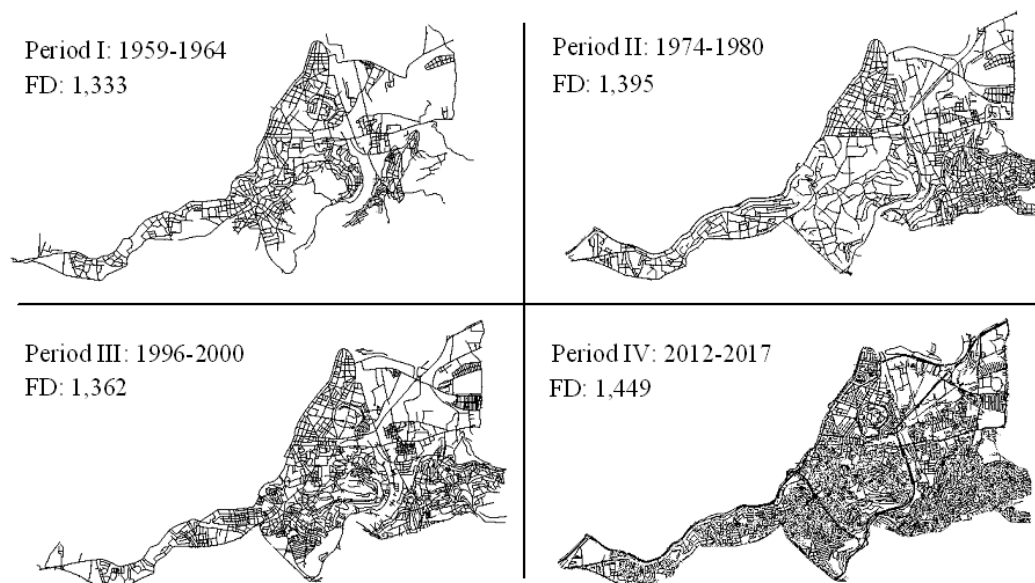 Period I: 1959-1964
FD: 1,333
Period II: 1974-1980
FD: 1,395
Period III: 1996-2000
FD: 1,362
Period IV: 2012-2017
FD: 1,449